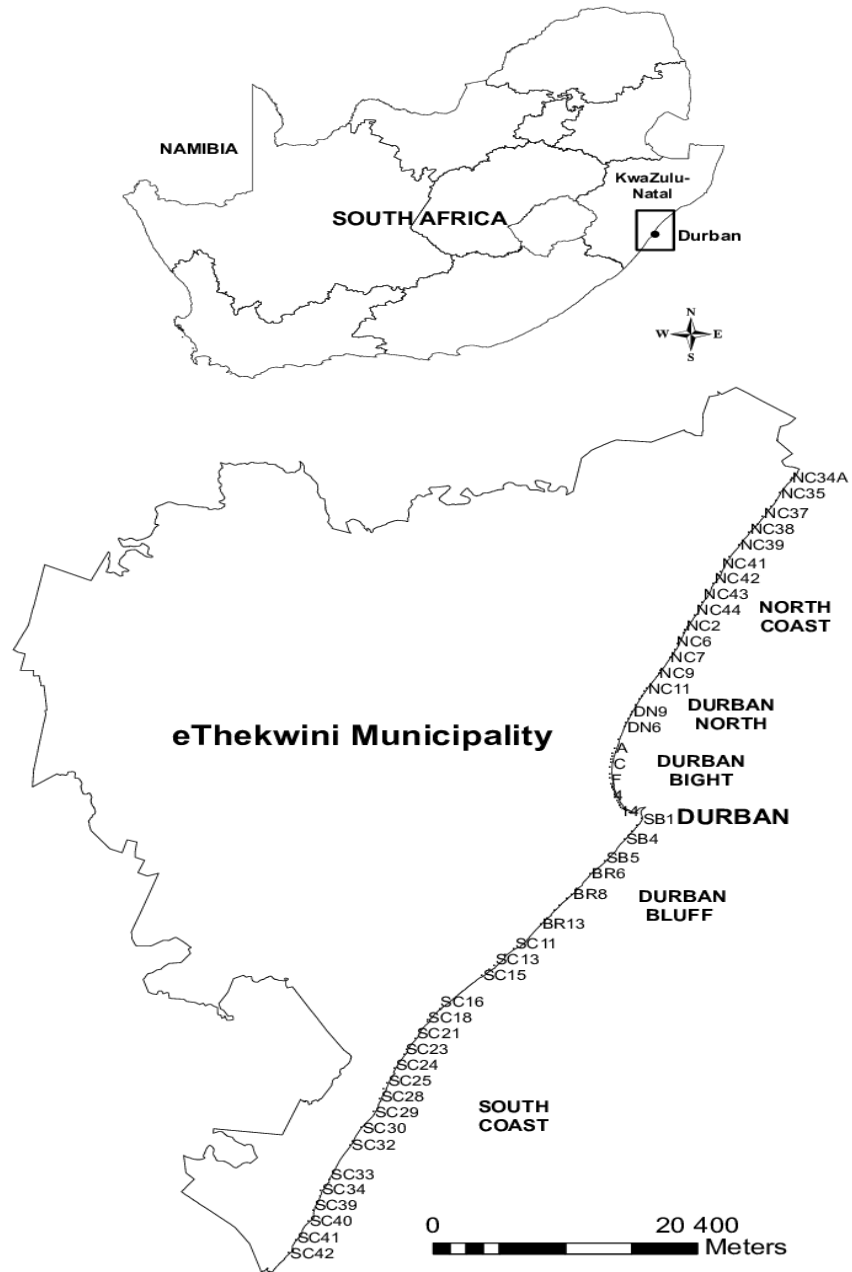 NAMIBIA
KwaZulu-
Natal
SOUTH AFRICA
Durban
N
W E
S
NC34A
NC35
NC37
NC38
NC39
NC41
NC42
NC43
NC44
NORTH
COAST
NC2
NC6
NC7
NC9
NC11
DURBAN
NORTH
DN9
DN6
eThekwini Municipality
A
DURBAN
BIGHT
C
F
4
14
SB1
DURBAN
SB4
SB5
BR6
BR8
DURBAN
BLUFF
BR13
SC11
SC13
SC15
SC16
SC18
SC21
SC23
SC24
SC25
SC28
SC29
SOUTH
COAST
SC30
SC32
SC33
SC34
SC39
SC40
SC41
SC42
0 20 400
Meters